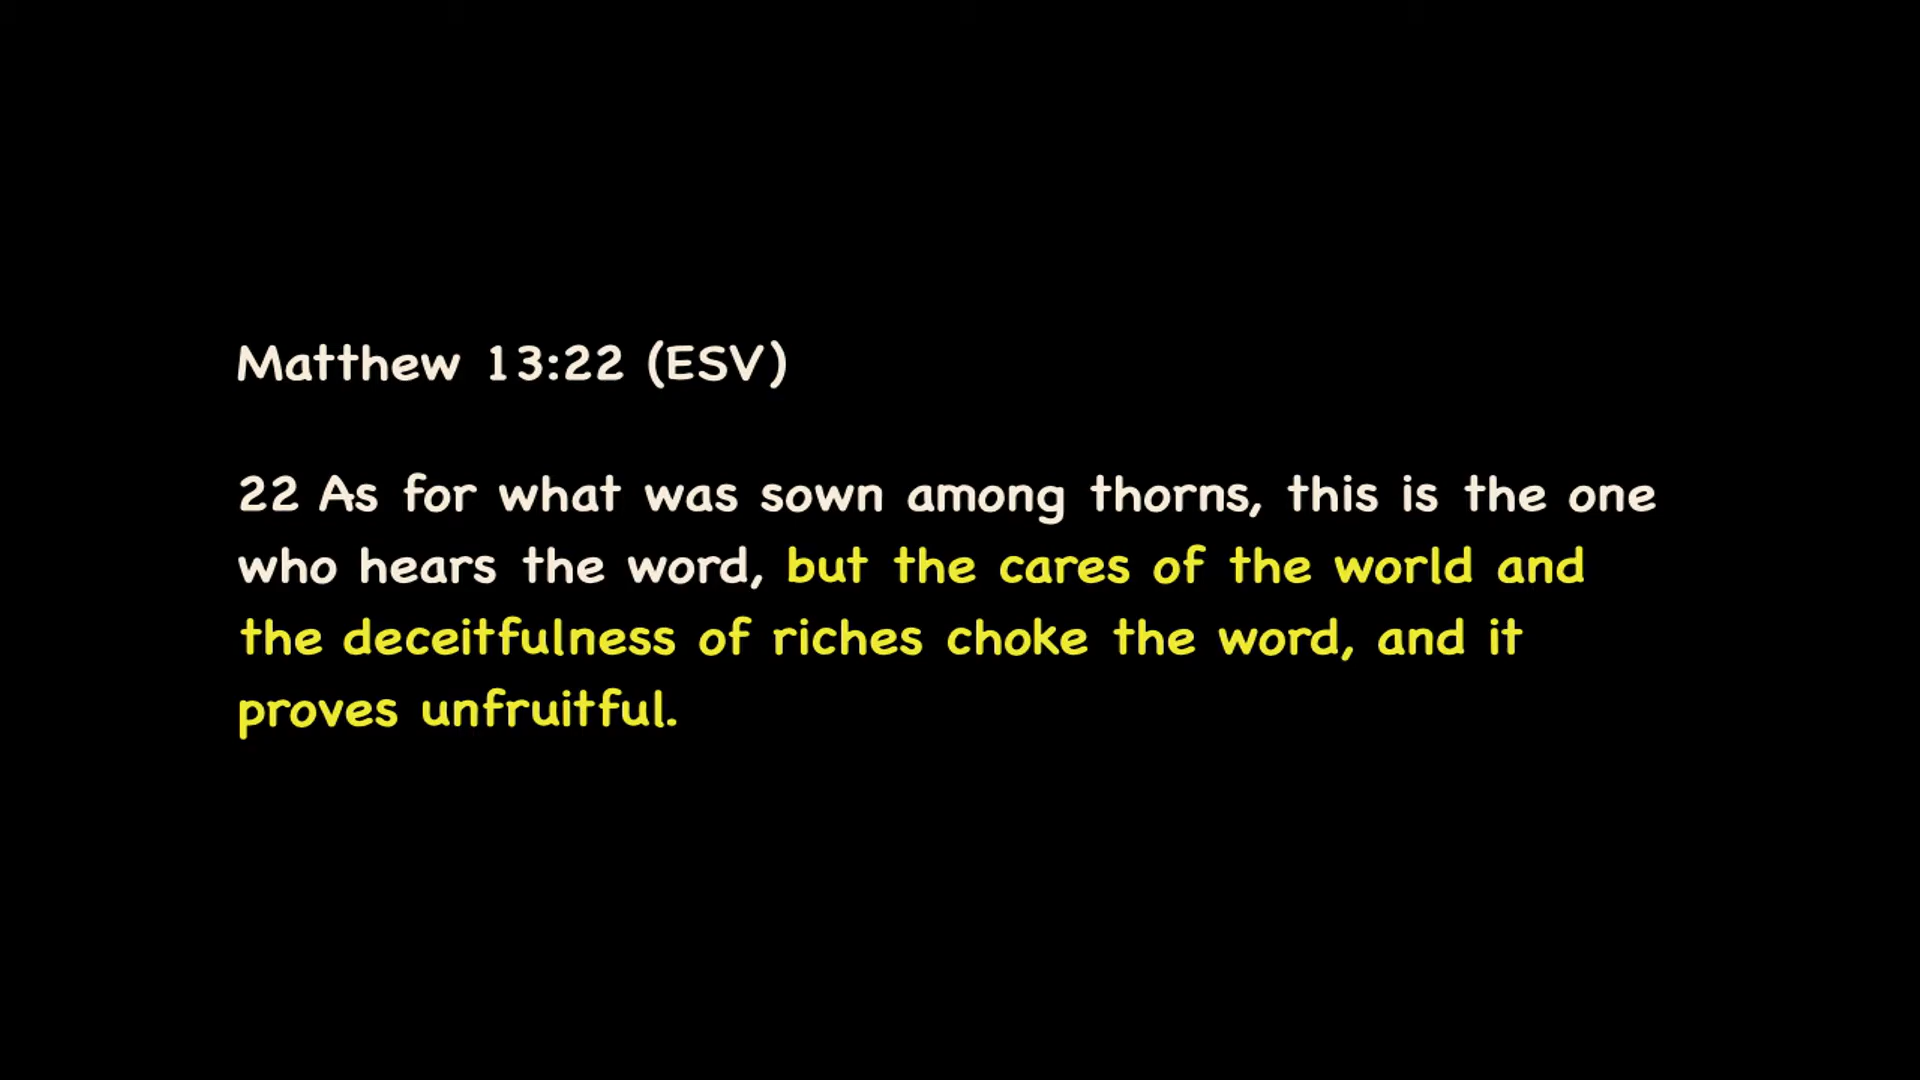 Matthew 13:22 (ESV)
22 As for what was sown among thorns, this is the one
who hears the word, but the cares of the world and
the deceitfulness of riches choke the word, and it
proves unfruitful.